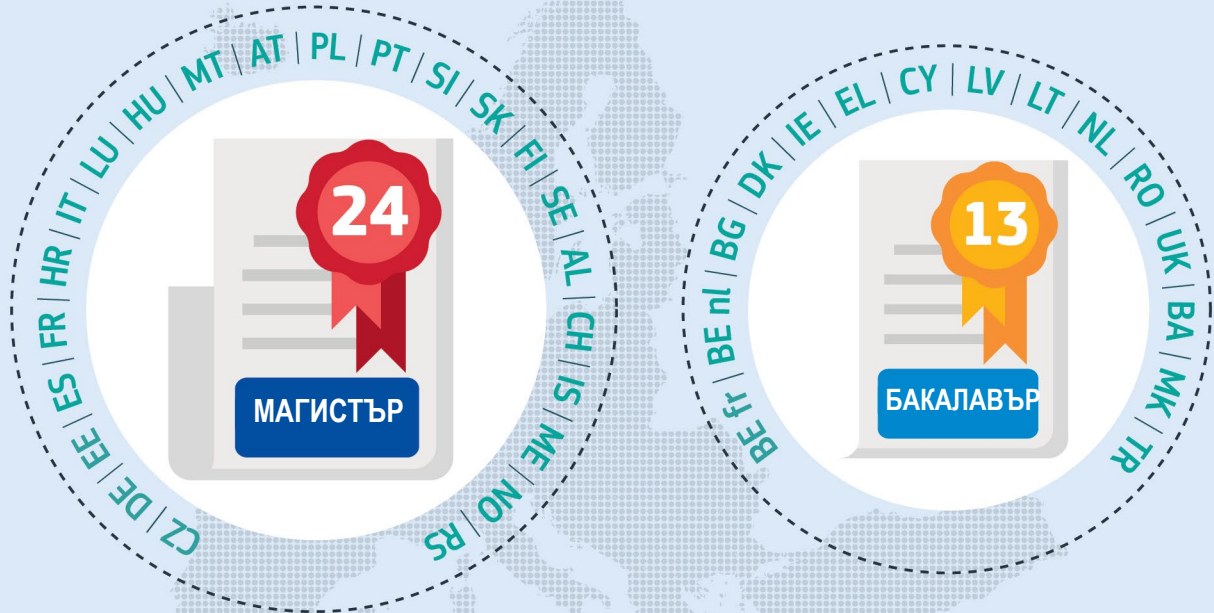 CZ | DE | EE | ES | FR | HR | IT | LU | HU | MT | AT | PL | PT | SI | SK | FI | SE | AL | CH | IS | ME | NO | RS
24
МАГИСТЪР
BE fr | BE nl | BG | DK | IE | EL | CY | LV | LT | NL | RO | UK | BA | MK | TR
13
БАКАЛАВЪР